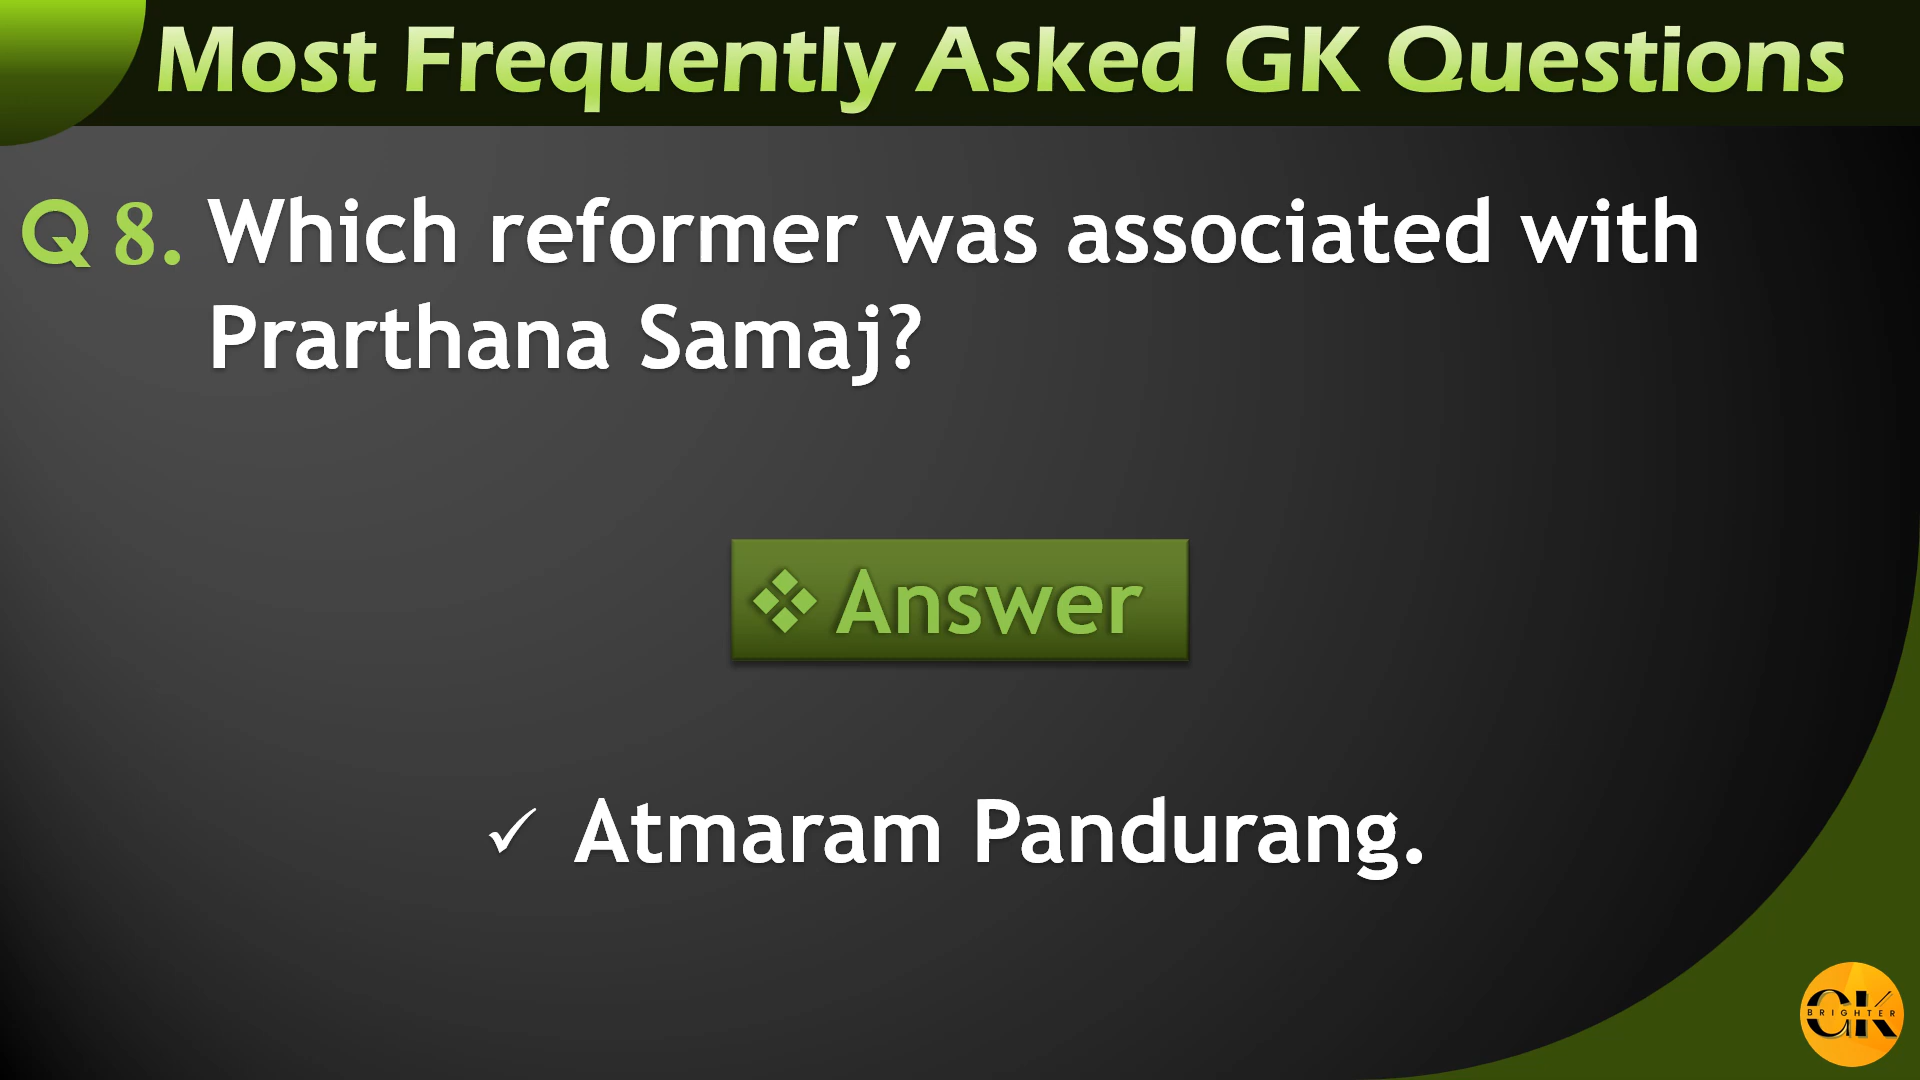 Most Frequently Asked GK Questions
Q 8. Which reformer was associated with
Prarthana Samaj?
❖ Answer
✓ Atmaram Pandurang.
GK
BRIGHTER